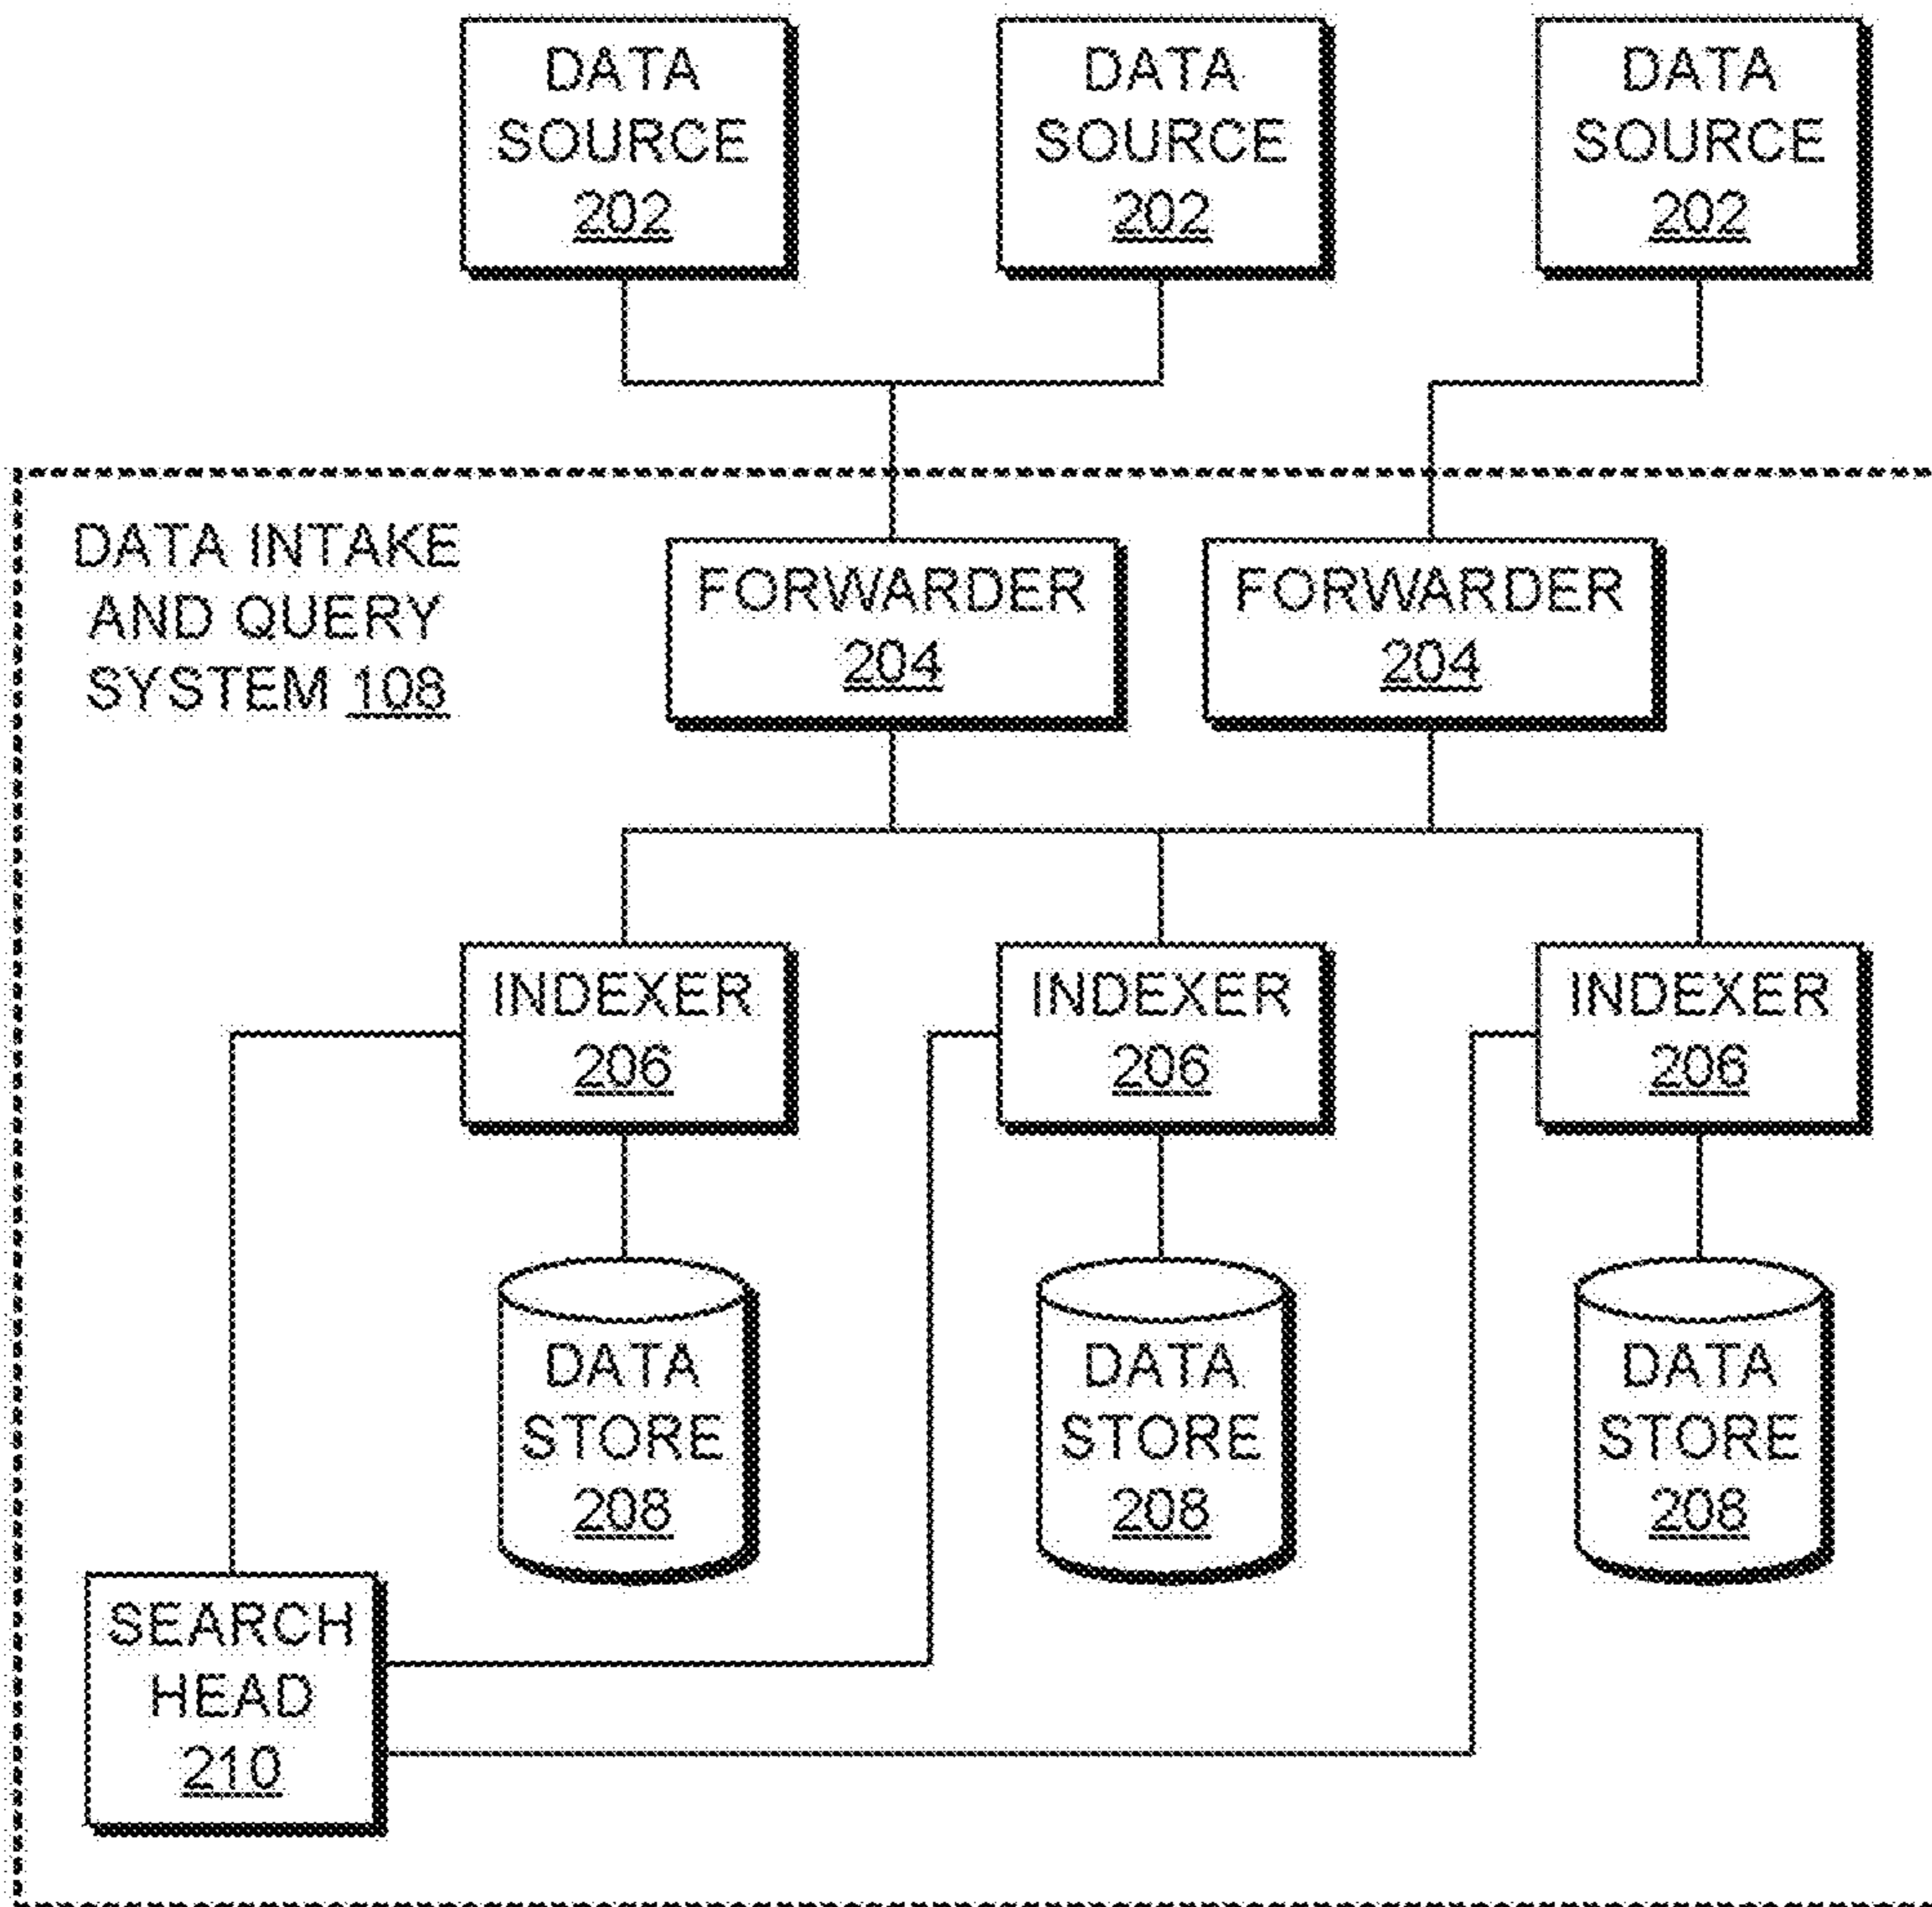 DATA
SOURCE
202
DATA
SOURCE
202
DATA
SOURCE
202
DATA INTAKE
AND QUERY
SYSTEM 108
FORWARDER
204
FORWARDER
204
INDEXER
206
INDEXER
206
INDEXER
206
DATA
STORE
208
DATA
STORE
208
DATA
STORE
208
SEARCH
HEAD
210